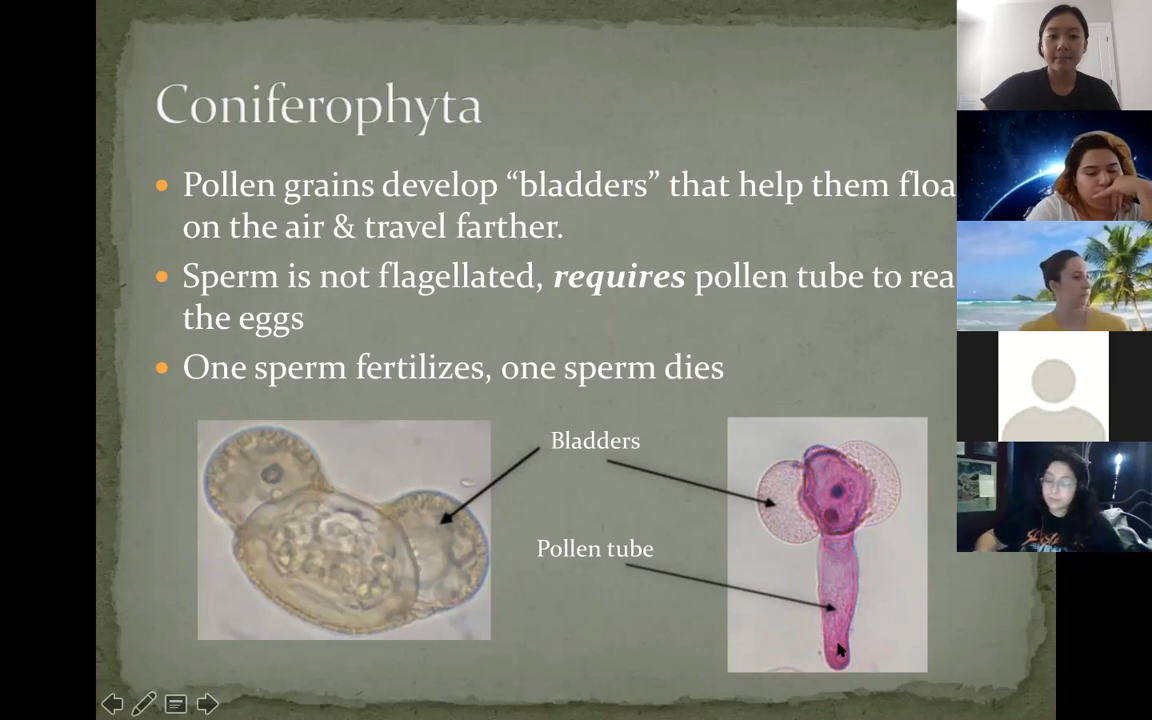 Coniferophyta
Pollen grains develop “bladders” that help them floa
on the air & travel farther.
Sperm is not flagellated, requires pollen tube to rea
the eggs
One sperm fertilizes, one sperm dies
Bladders
Pollen tube